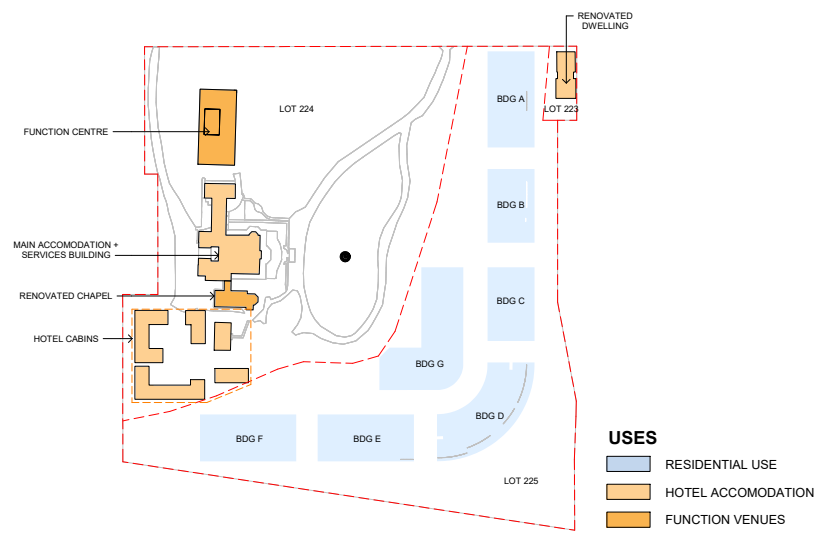 RENOVATED
DWELLING
BDG A
LOT 224
LOT 223
FUNCTION CENTRE
BDG B
MAIN ACCOMODATION +
SERVICES BUILDING
RENOVATED CHAPEL
BDG C
HOTEL CABINS
BDG G
BDG D
BDG F
BDG E
USES
RESIDENTIAL USE
LOT 225
HOTEL ACCOMODATION
FUNCTION VENUES